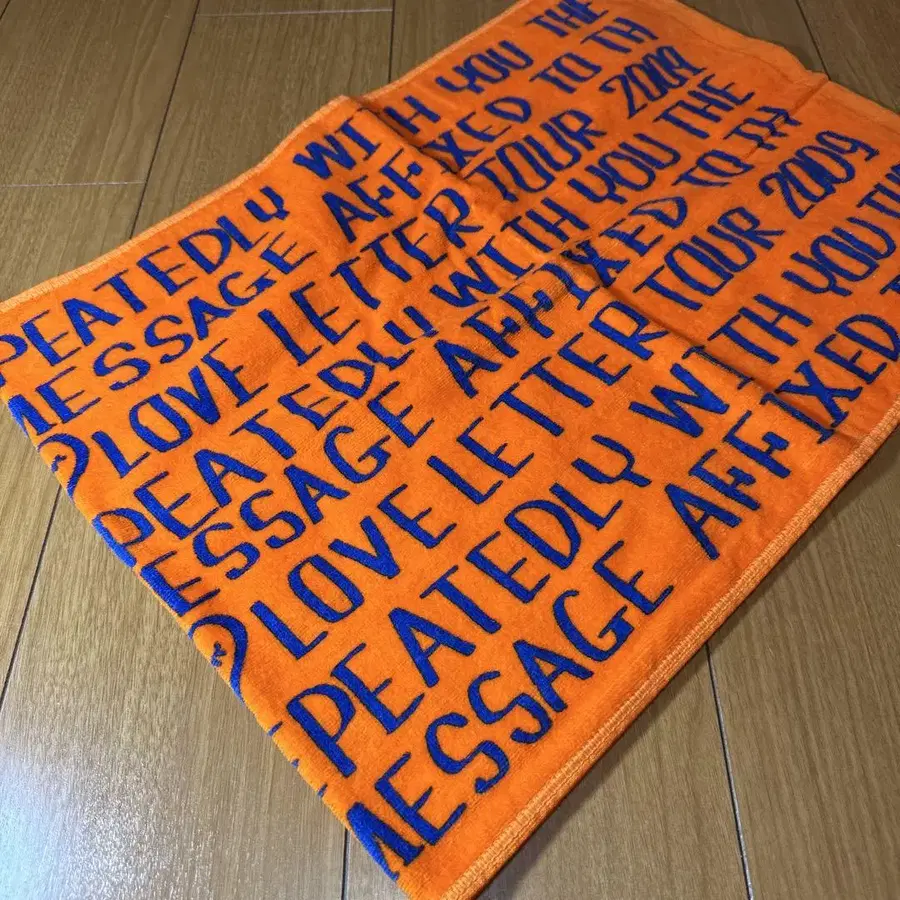 PEATEDLY WITH YOU THE
MESSAGE AFFIXED TO TH
LOVE LETTER TOUR 2009
PEATEDLY WITH YOU THE
MESSAGE AFFIXED TO TH
LOVE LETTER TOUR 2009
PEATEDLY WITH YOU THE
MESSAGE AFFIXED